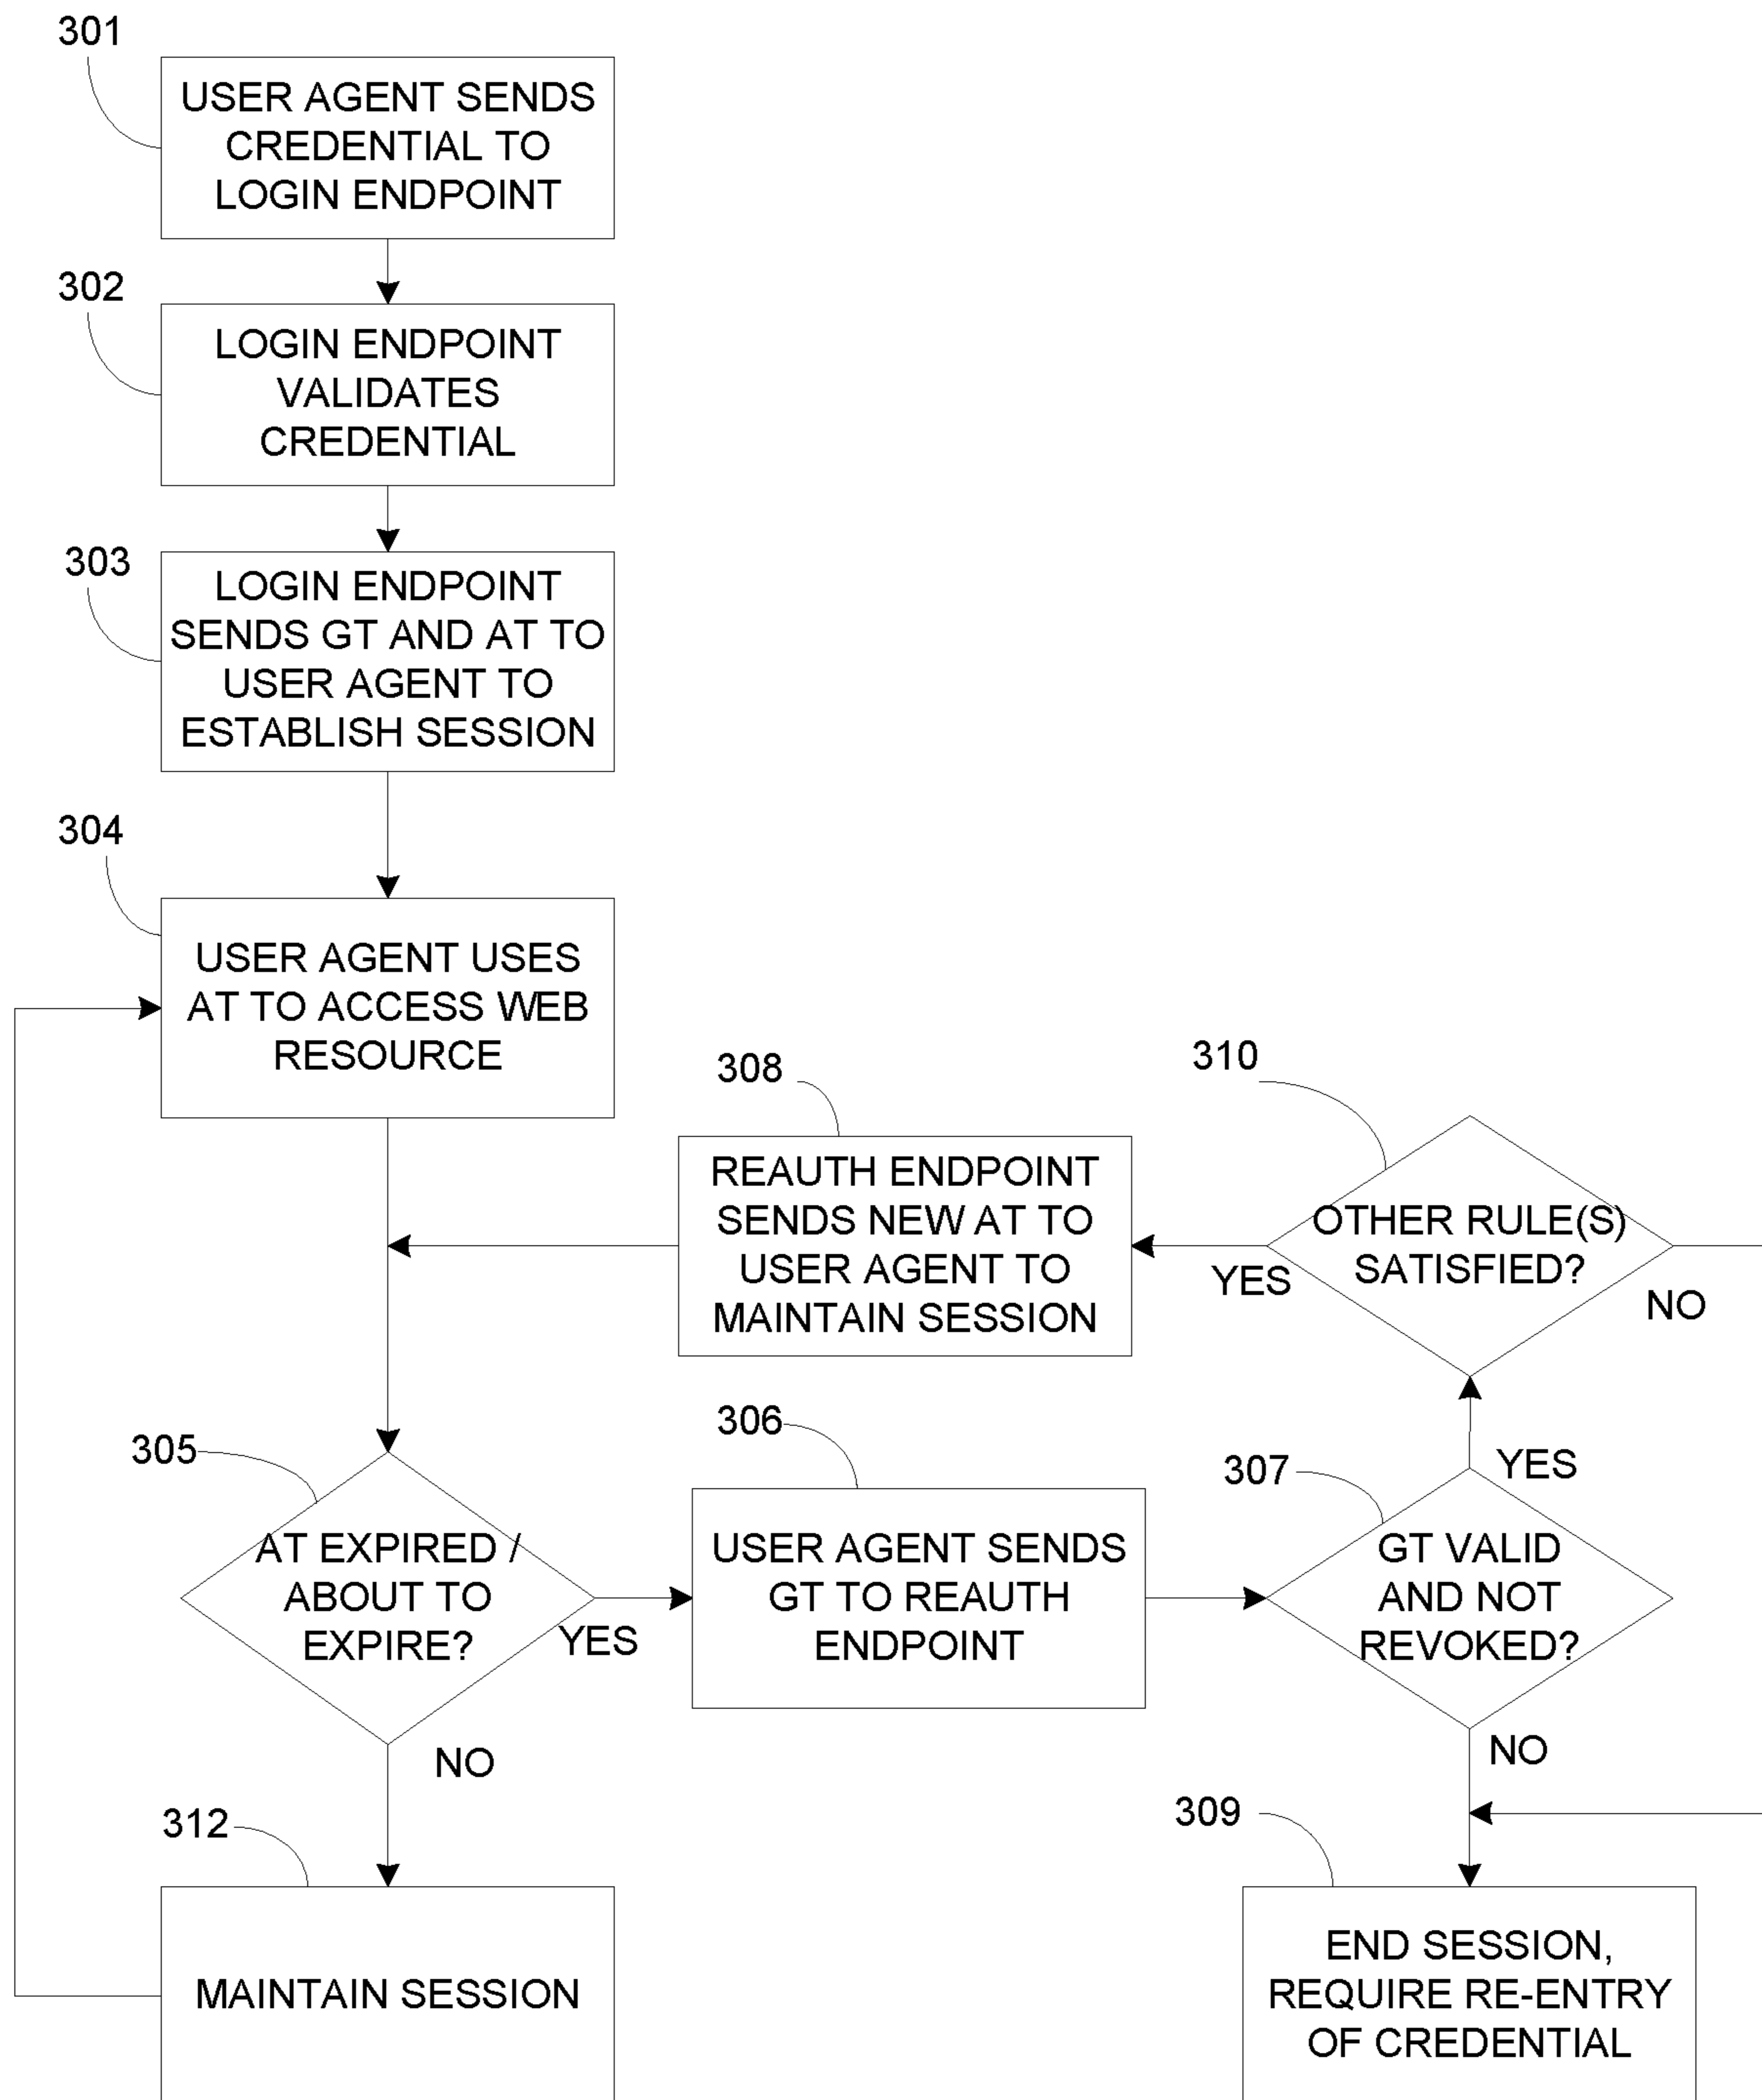 301
USER AGENT SENDS
CREDENTIAL TO
LOGIN ENDPOINT
302
LOGIN ENDPOINT
VALIDATES
CREDENTIAL
303
LOGIN ENDPOINT
SENDS GT AND AT TO
USER AGENT TO
ESTABLISH SESSION
304
USER AGENT USES
AT TO ACCESS WEB
RESOURCE
308
REAUTH ENDPOINT
SENDS NEW AT TO
USER AGENT TO
MAINTAIN SESSION
310
OTHER RULE(S)
SATISFIED?
YES
NO
305
AT EXPIRED /
ABOUT TO
EXPIRE?
YES
NO
306
USER AGENT SENDS
GT TO REAUTH
ENDPOINT
307
GT VALID
AND NOT
REVOKED?
YES
NO
312
MAINTAIN SESSION
309
END SESSION,
REQUIRE RE-ENTRY
OF CREDENTIAL